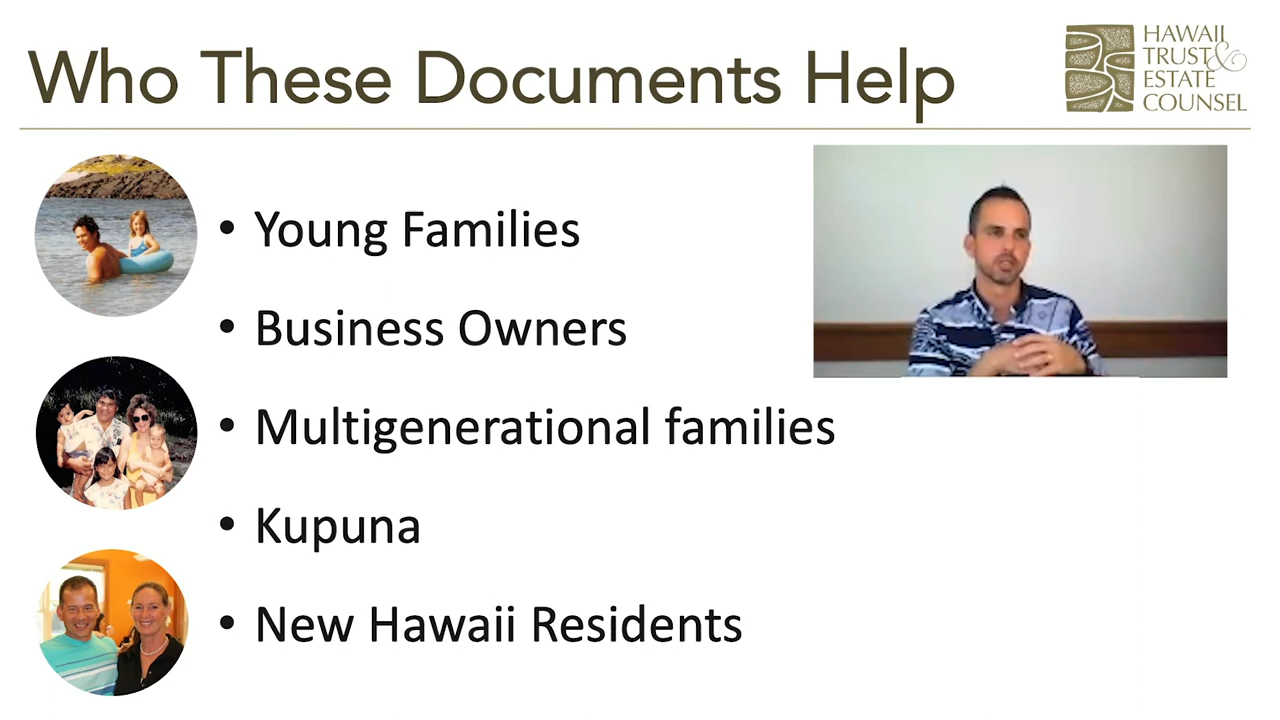 Who These Documents Help
HAWAII
TRUST &
ESTATE
COUNSEL
• Young Families
• Business Owners
• Multigenerational families
• Kupuna
• New Hawaii Residents